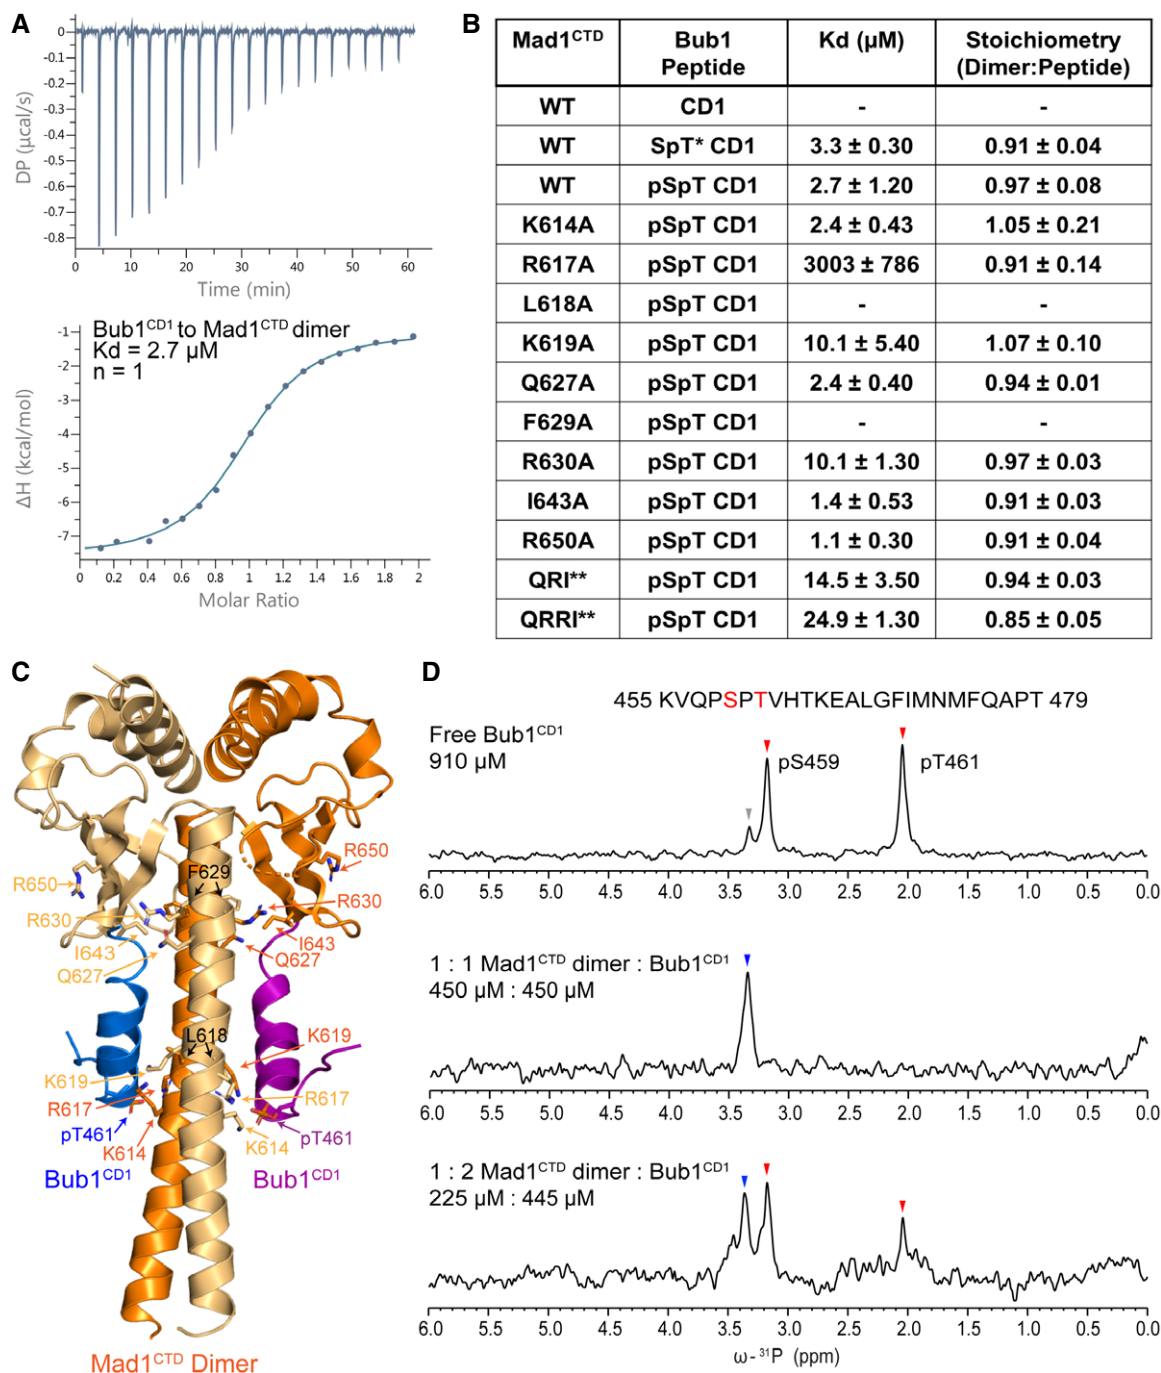 A
0
-0.1
-0.2
-0.3
-0.4
-0.5
-0.6
-0.7
-0.8
DP (µcal/s)
0 10 20 30 40 50 60
Time (min)
Bub1CD1 to Mad1CTD dimer
Kd = 2.7 µM
n = 1
-1
-2
-3
-4
-5
-6
-7
ΔH (kcal/mol)
0 0.2 0.4 0.6 0.8 1 1.2 1.4 1.6 1.8 2
Molar Ratio
B
Mad1CTD Bub1 Peptide Kd (µM) Stoichiometry (Dimer:Peptide)
WT CD1 - -
WT SpT* CD1 3.3 ± 0.30 0.91 ± 0.04
WT pSpT CD1 2.7 ± 1.20 0.97 ± 0.08
K614A pSpT CD1 2.4 ± 0.43 1.05 ± 0.21
R617A pSpT CD1 3003 ± 786 0.91 ± 0.14
L618A pSpT CD1 - -
K619A pSpT CD1 10.1 ± 5.40 1.07 ± 0.10
Q627A pSpT CD1 2.4 ± 0.40 0.94 ± 0.01
F629A pSpT CD1 - -
R630A pSpT CD1 10.1 ± 1.30 0.97 ± 0.03
I643A pSpT CD1 1.4 ± 0.53 0.91 ± 0.03
R650A pSpT CD1 1.1 ± 0.30 0.91 ± 0.04
QRI** pSpT CD1 14.5 ± 3.50 0.94 ± 0.03
QRRI** pSpT CD1 24.9 ± 1.30 0.85 ± 0.05
C
R650
F629
R650
R630
R630
I643
I643
Q627
Q627
L618
K619
K619
R617
R617
pT461
K614
K614
pT461
Bub1CD1
Bub1CD1
Mad1CTD Dimer
D
455 KVQPSPTVHTKEALGFIMNMFQAPT 479
Free Bub1CD1
910 µM
pS459
pT461
6.0 5.5 5.0 4.5 4.0 3.5 3.0 2.5 2.0 1.5 1.0 0.5 0.0
1 : 1 Mad1CTD dimer : Bub1CD1
450 µM : 450 µM
6.0 5.5 5.0 4.5 4.0 3.5 3.0 2.5 2.0 1.5 1.0 0.5 0.0
1 : 2 Mad1CTD dimer : Bub1CD1
225 µM : 445 µM
6.0 5.5 5.0 4.5 4.0 3.5 3.0 2.5 2.0 1.5 1.0 0.5 0.0
ω - 31P (ppm)